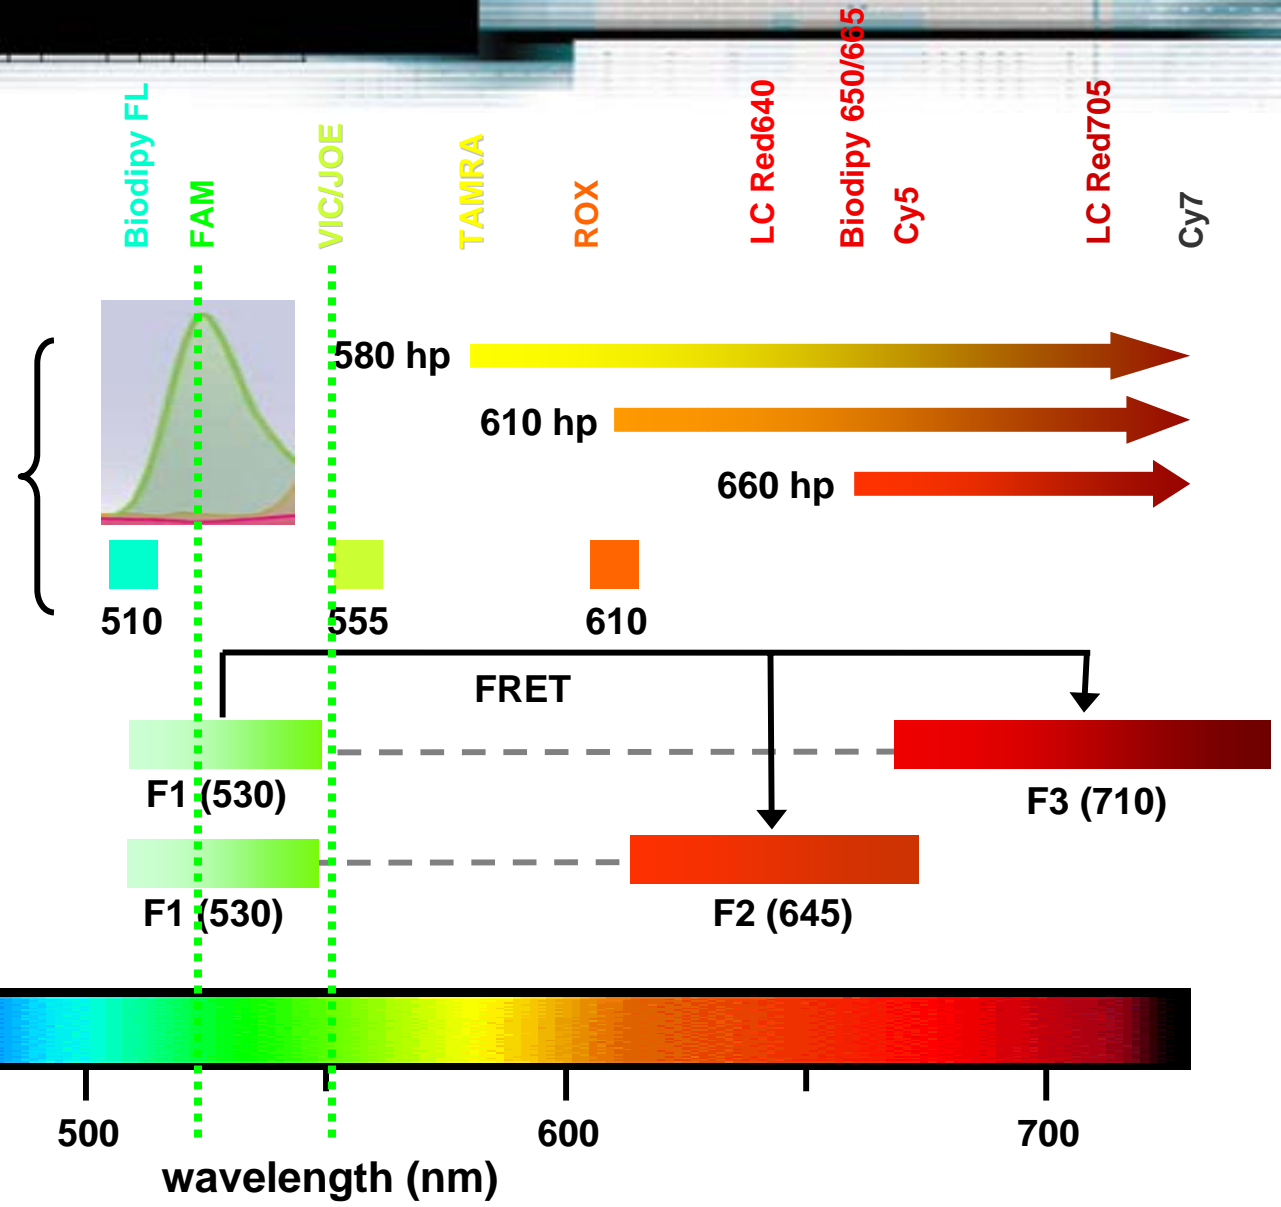 Biodipy FL
FAM
VIC/JOE
TAMRA
ROX
LC Red640
Biodipy 650/665
Cy5
LC Red705
Cy7
580 hp
610 hp
660 hp
510
555
610
FRET
F1 (530)
F3 (710)
F1 (530)
F2 (645)
500
600
700
wavelength (nm)